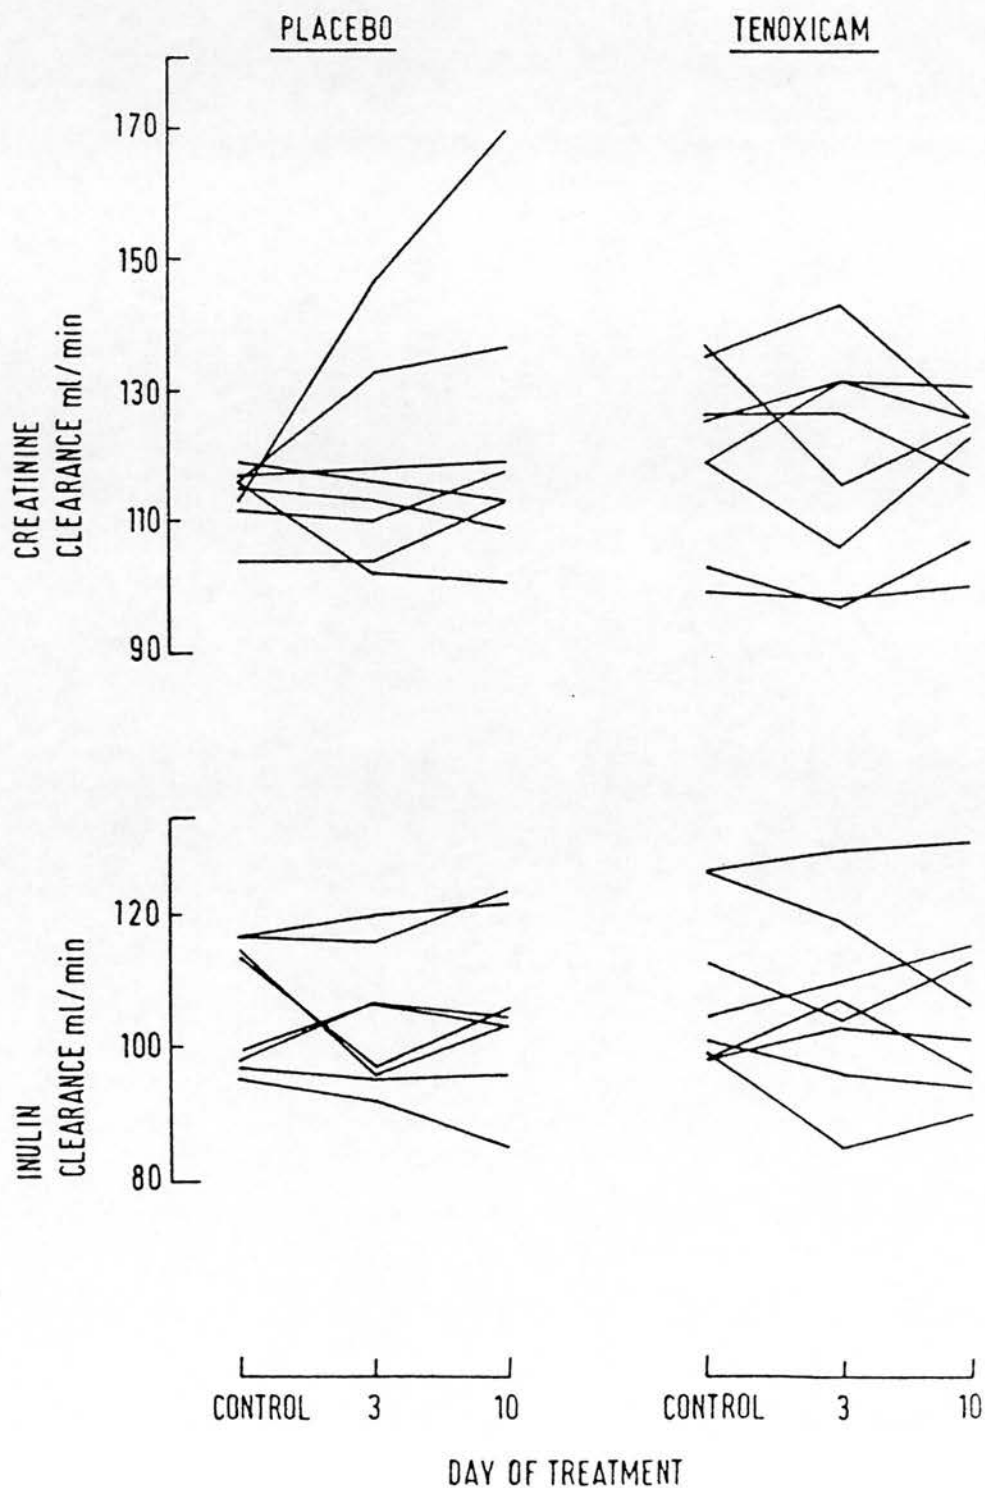 PLACEBO
TENOXICAM
170
150
130
110
90
CREATININE
CLEARANCE ml/min
120
100
80
INULIN
CLEARANCE ml/min
CONTROL 3 10
CONTROL 3 10
DAY OF TREATMENT